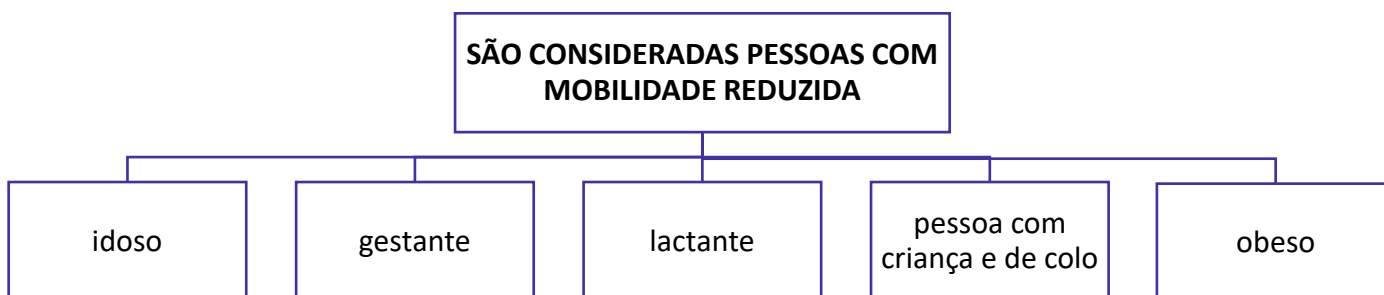 SÃO CONSIDERADAS PESSOAS COM
MOBILIDADE REDUZIDA
idoso
gestante
lactante
pessoa com
criança e de colo
obeso